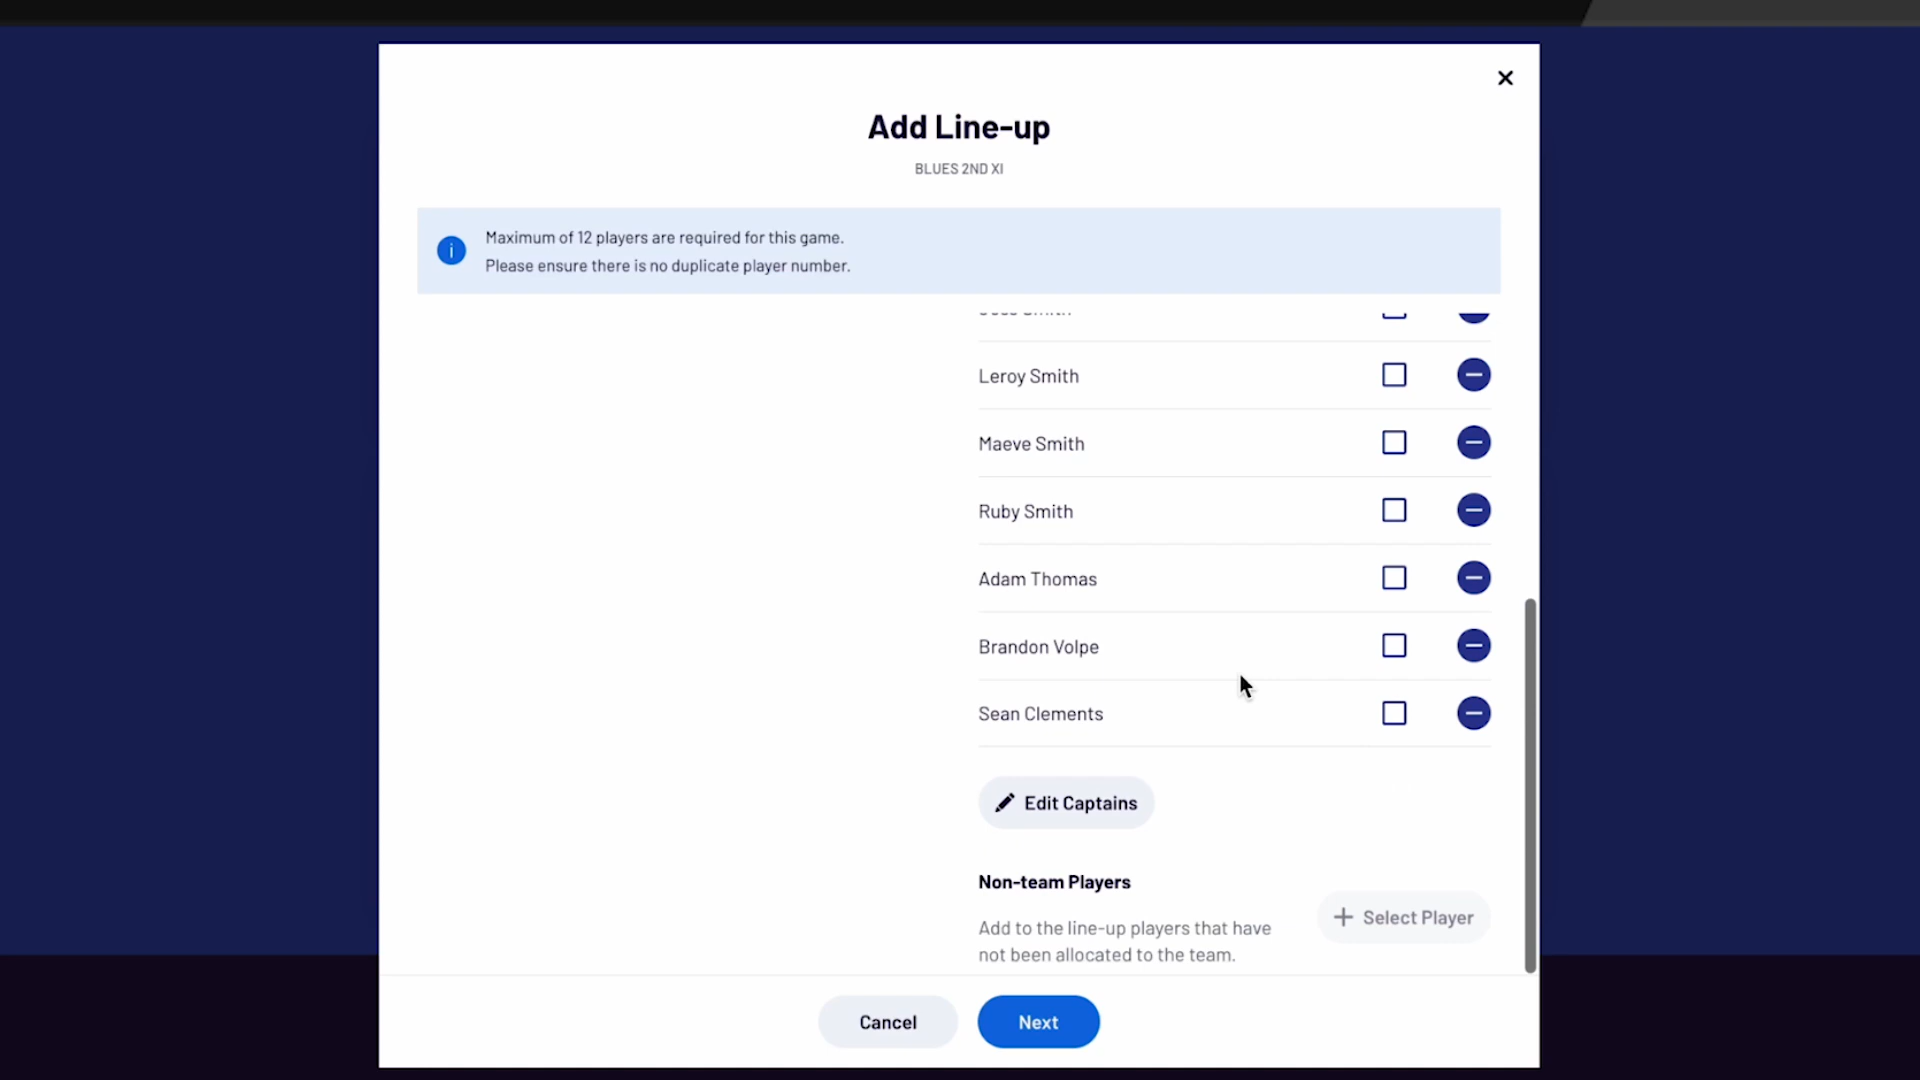 Add Line-up
BLUES 2ND XI
Maximum of 12 players are required for this game.
Please ensure there is no duplicate player number.
Leroy Smith
Maeve Smith
Ruby Smith
Adam Thomas
Brandon Volpe
Sean Clements
Edit Captains
Non-team Players
Select Player
Add to the line-up players that have
not been allocated to the team.
Cancel
Next